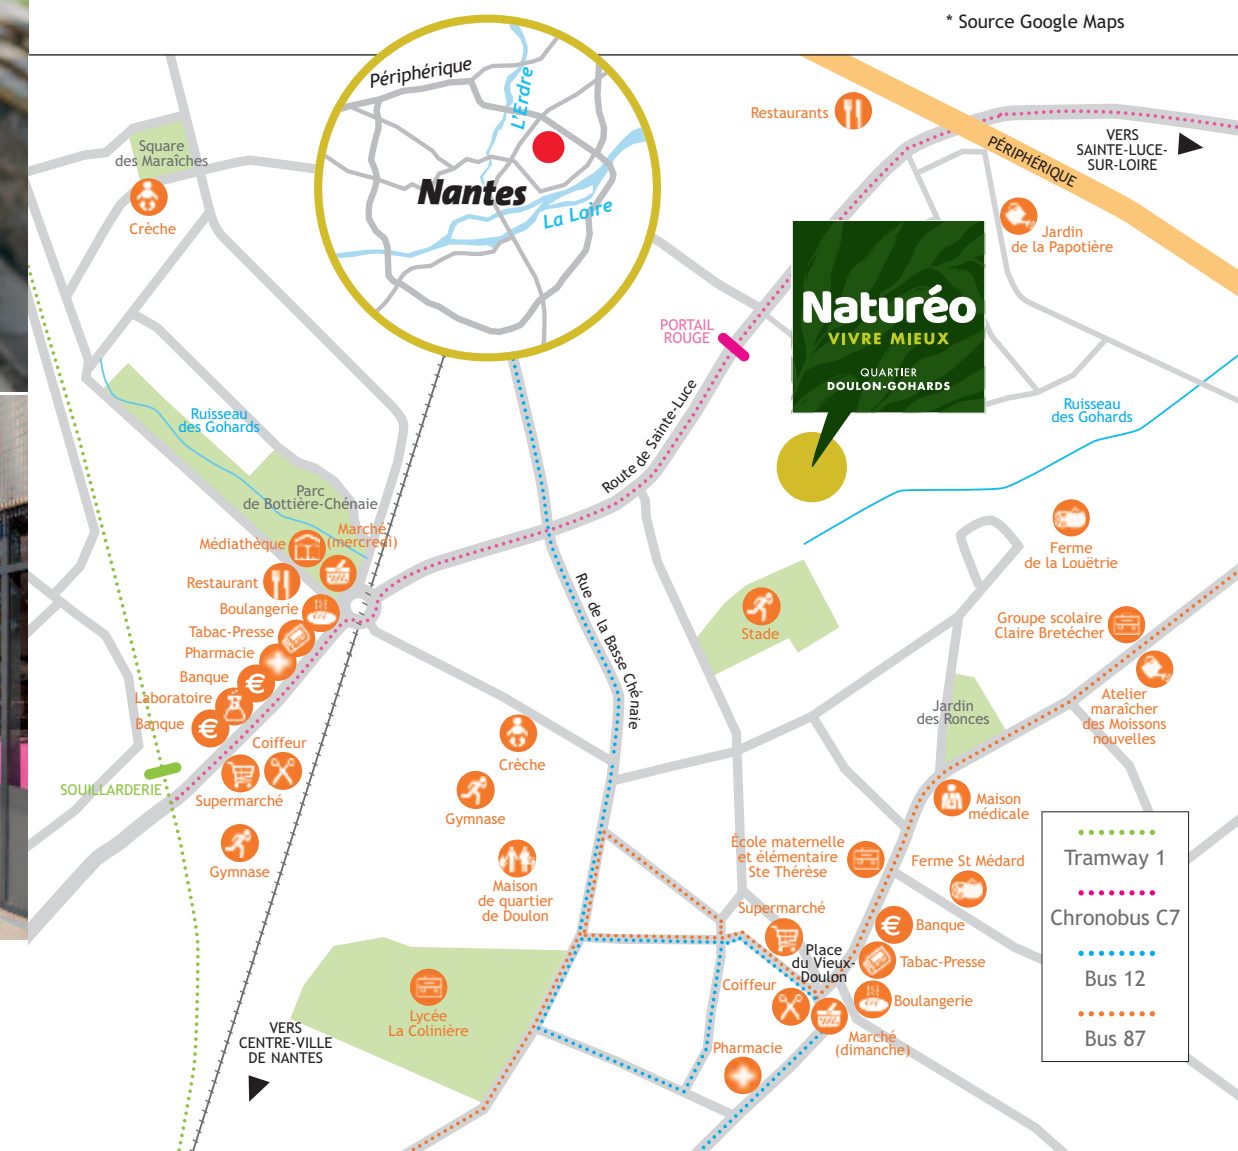 * Source Google Maps
Périphérique
L'Erdre
Nantes
La Loire
Restaurants
PÉRIPHÉRIQUE
VERS
SAINTE-LUCE-
SUR-LOIRE
Square
des Maraîches
Crèche
Jardin
de la Papotière
Naturéo
VIVRE MIEUX
QUARTIER
DOULON-GOHARDS
PORTAIL
ROUGE
Route de Sainte-Luce
Ruisseau
des Gohards
Ruisseau
des Gohards
Parc
de Bottière-Chénaie
Médiathèque
Marché
(mercredi)
Restaurant
Boulangerie
Tabac-Presse
Pharmacie
Banque
Laboratoire
Banque
Coiffeur
Supermarché
SOUILLARDERIE
Gymnase
Rue de la Basse Chénaie
Ferme
de la Louëtrie
Stade
Groupe scolaire
Claire Bretécher
Atelier
maraîcher
des Moissons
nouvelles
Jardin
des Ronces
Crèche
Gymnase
Maison
de quartier
de Doulon
Maison
médicale
École maternelle
et élémentaire
Ste Thérèse
Ferme St Médard
Supermarché
Banque
Place
du Vieux-
Doulon
Tabac-Presse
Coiffeur
Boulangerie
Marché
(dimanche)
Pharmacie
Lycée
La Colinière
VERS
CENTRE-VILLE
DE NANTES
Tramway 1
Chronobus C7
Bus 12
Bus 87